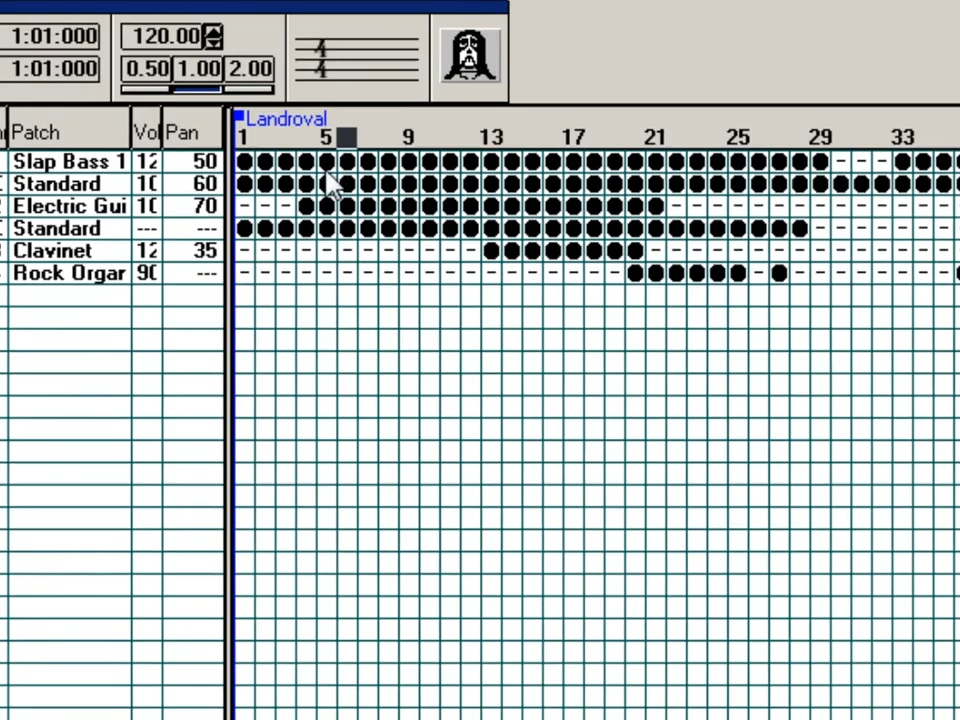 1:01:000 120.00
4
4
1:01:000 0.50 1.00 2.00
Landroval
Patch Vol Pan 1 5 9 13 17 21 25 29 33
Slap Bass 1 12 50
Standard 10 60
Electric Gui 10 70
Standard --- ---
Clavinet 12 35
Rock Orgar 90 ---